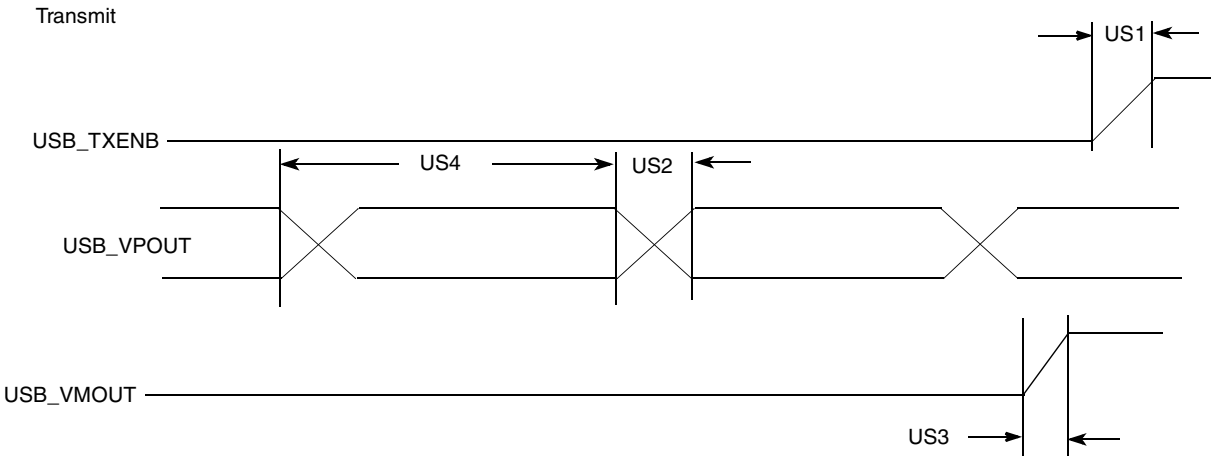 Transmit
US1
USB_TXENB
US4
US2
USB_VPOUT
USB_VMOUT
US3